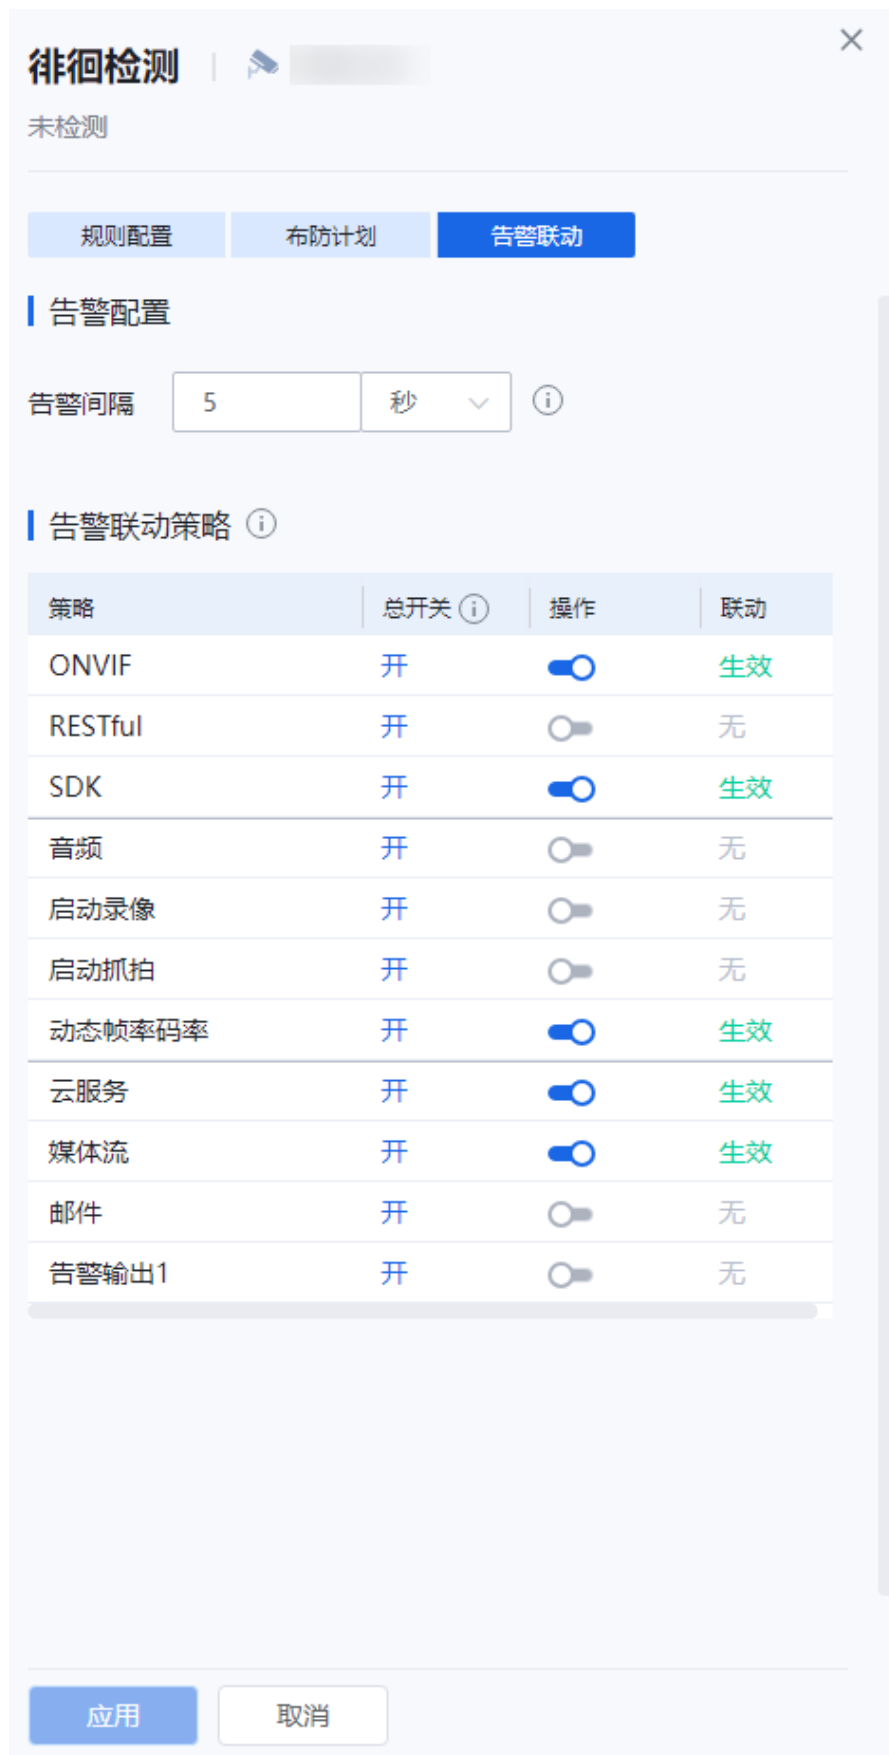 徘徊检测
未检测
规则配置 布防计划 告警联动
告警配置
告警间隔 5 秒
告警联动策略
策略 总开关 操作 联动
ONVIF 开 生效
RESTful 开 无
SDK 开 生效
音频 开 无
启动录像 开 无
启动抓拍 开 无
动态帧率码率 开 生效
云服务 开 生效
媒体流 开 生效
邮件 开 无
告警输出1 开 无
应用 取消